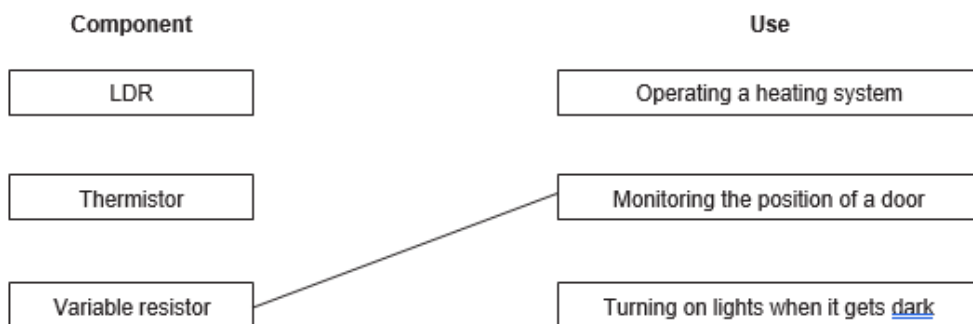 Component
Use
LDR
Operating a heating system
Thermistor
Monitoring the position of a door
Variable resistor
Turning on lights when it gets dark